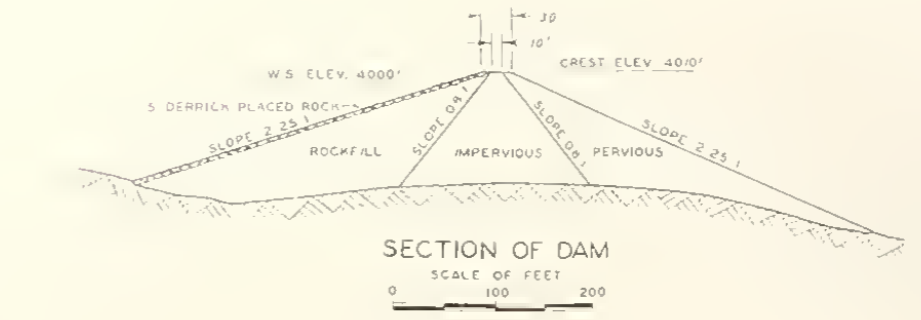 30
10'
W.S. ELEV. 4000'
CREST ELEV 4010'
5 DERRICK PLACED ROCK
SLOPE 2 25 1
SLOPE 0 8 1
SLOPE 0 8 1
SLOPE 2 25 1
ROCKFILL
IMPERVIOUS
PERVIOUS
SECTION OF DAM
SCALE OF FEET
0 100 200